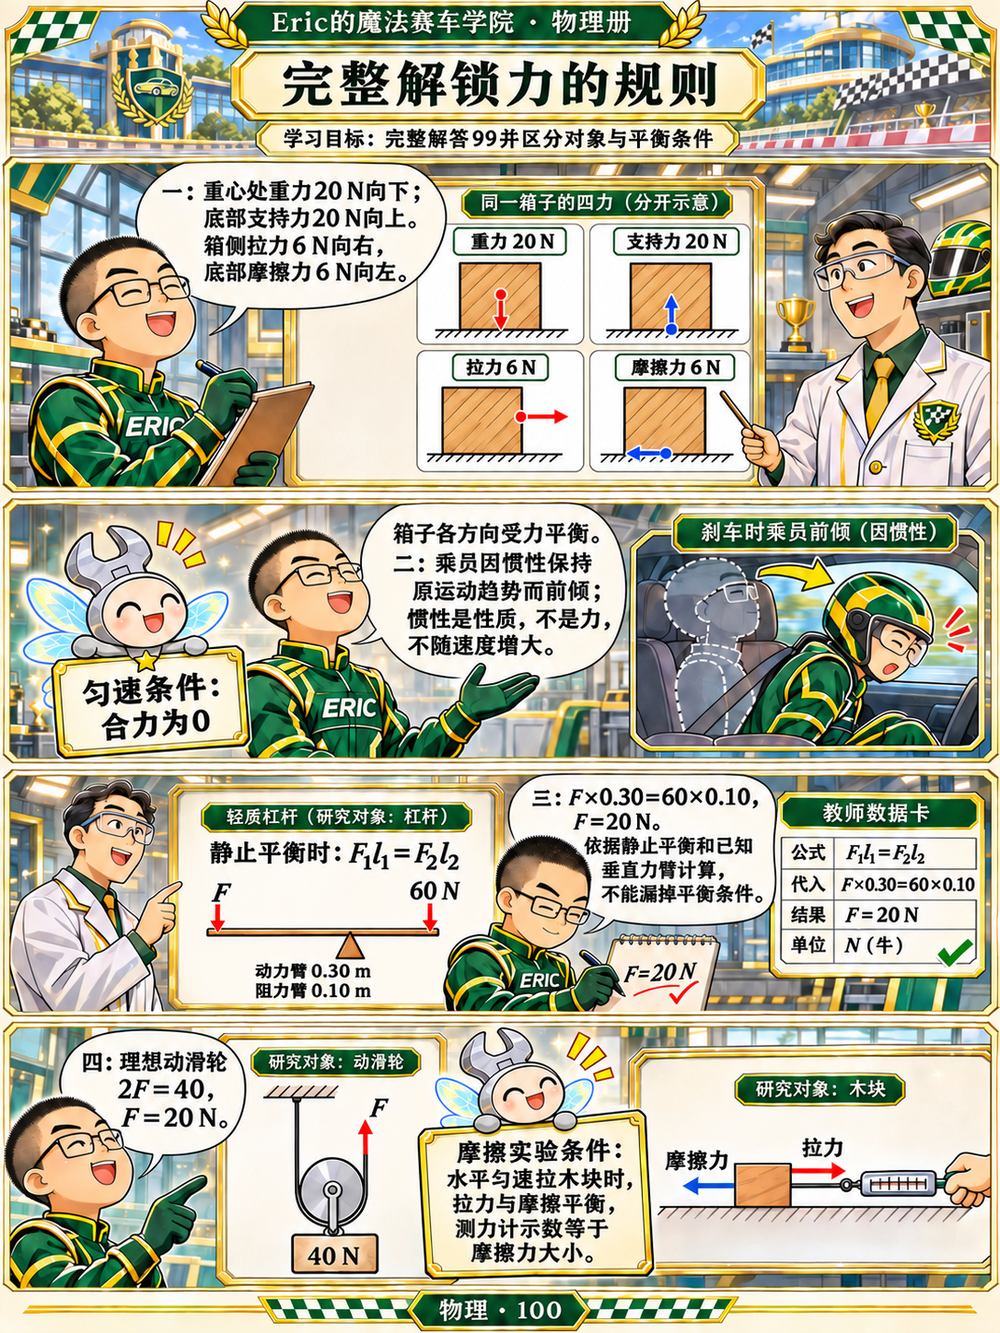 Eric的魔法赛车学院 · 物理册
完整解锁力的规则
学习目标：完整解答99并区分对象与平衡条件
一：重心处重力20 N向下；
底部支持力20 N向上。
箱侧拉力6 N向右，
底部摩擦力6 N向左。
同一箱子的四力（分开示意）
重力 20 N
支持力 20 N
拉力 6 N
摩擦力 6 N
ERIC
箱子各方向受力平衡。
二：乘员因惯性保持
原运动趋势而前倾；
惯性是性质，不是力，
不随速度增大。
匀速条件：
合力为0
ERIC
刹车时乘员前倾（因惯性）
轻质杠杆（研究对象：杠杆）
静止平衡时：F₁l₁=F₂l₂
F
60 N
动力臂 0.30 m
阻力臂 0.10 m
三：F×0.30=60×0.10，
F=20 N。
依据静止平衡和已知
垂直力臂计算，
不能漏掉平衡条件。
ERIC
F=20 N
教师数据卡
公式 F₁l₁=F₂l₂
代入 F×0.30=60×0.10
结果 F=20 N
单位 N（牛）
四：理想动滑轮
2F=40，
F=20 N。
研究对象：动滑轮
F
40 N
摩擦实验条件：
水平匀速拉木块时，
拉力与摩擦平衡，
测力计示数等于
摩擦力大小。
研究对象：木块
摩擦力
拉力
物理 · 100